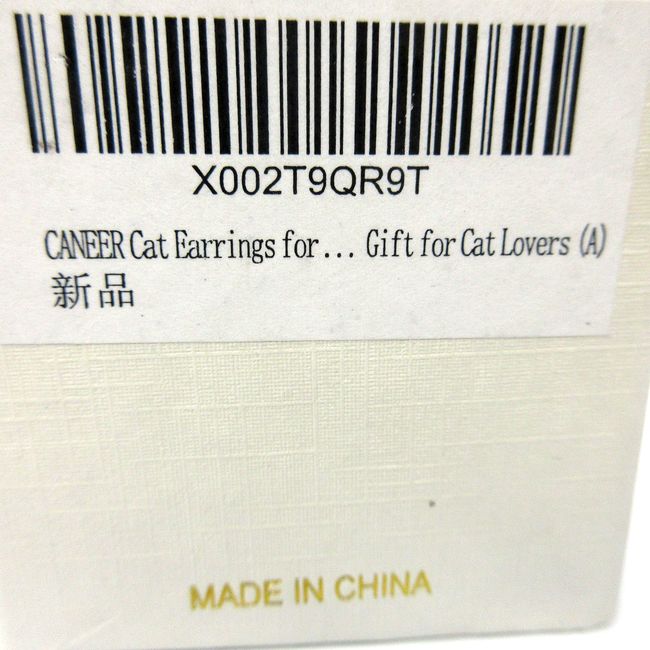 X002T9QR9T
CANEER Cat Earrings for... Gift for Cat Lovers (A)
新品
MADE IN CHINA